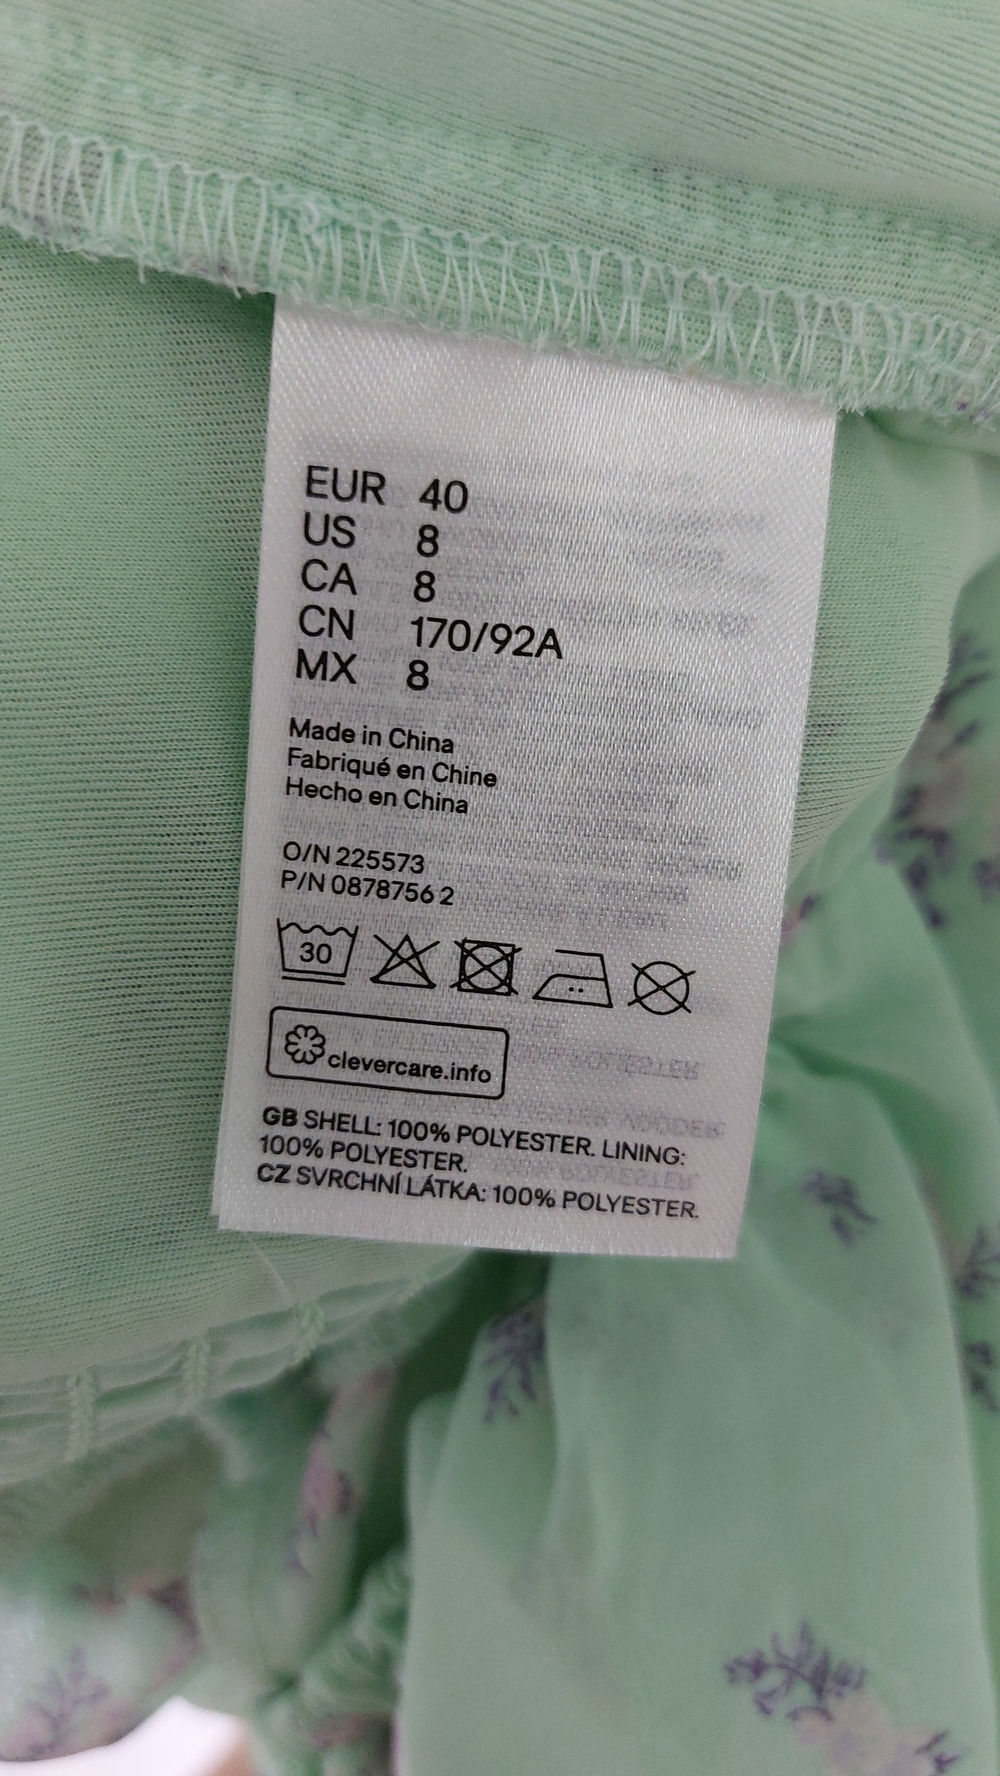 EUR 40
US 8
CA 8
CN 170/92A
MX 8
Made in China
Fabriqué en Chine
Hecho en China
O/N 225573
P/N 0878756 2
30
clevercare.info
GB SHELL: 100% POLYESTER. LINING:
100% POLYESTER.
CZ SVRCHNÍ LÁTKA: 100% POLYESTER.